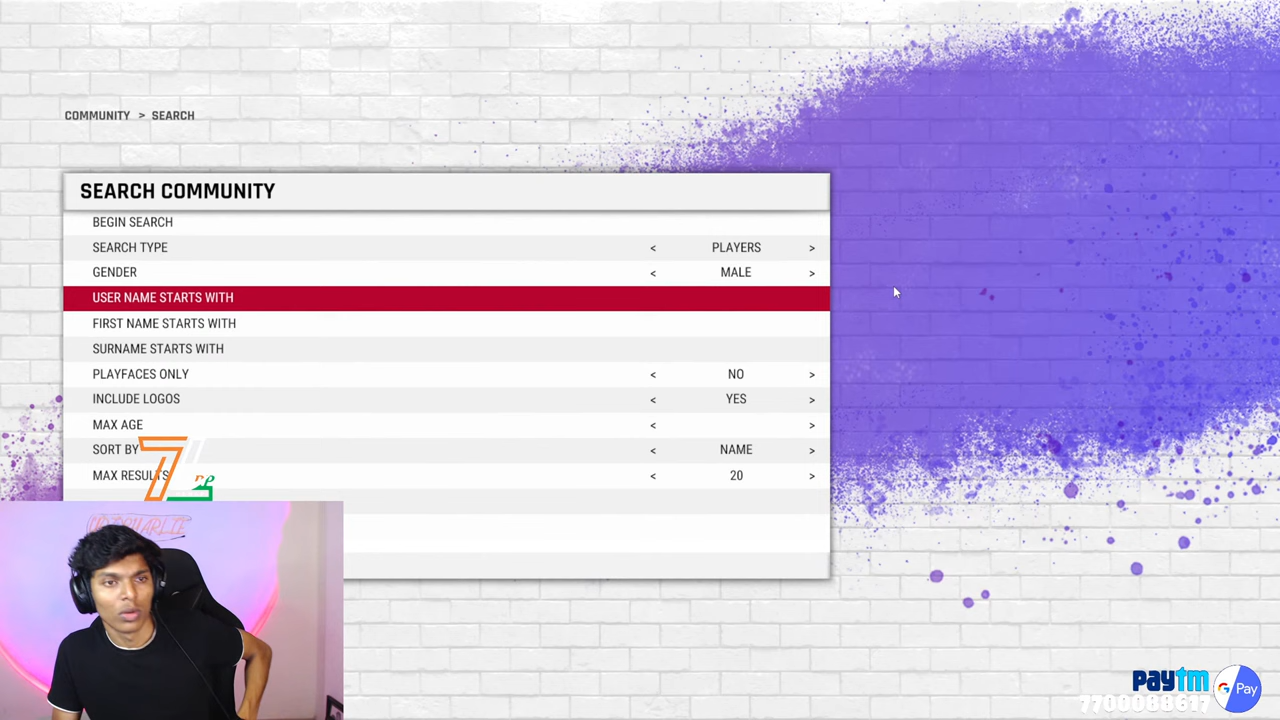 COMMUNITY > SEARCH
SEARCH COMMUNITY
BEGIN SEARCH
SEARCH TYPE < PLAYERS >
GENDER < MALE >
USER NAME STARTS WITH
FIRST NAME STARTS WITH
SURNAME STARTS WITH
PLAYFACES ONLY < NO >
INCLUDE LOGOS < YES >
MAX AGE < >
SORT BY < NAME >
MAX RESULTS < 20 >
paytm
G Pay